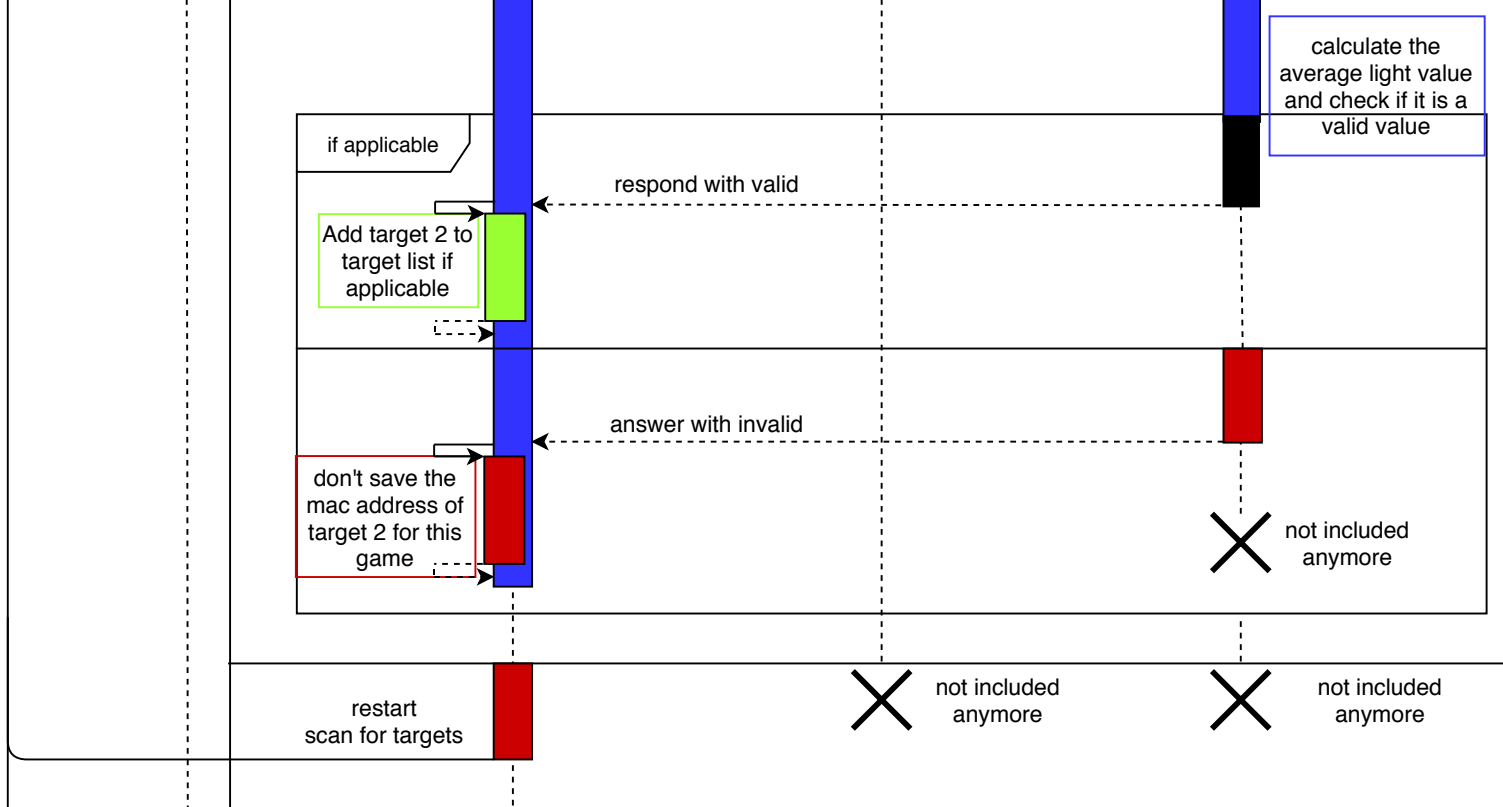 calculate the
average light value
and check if it is a
valid value
if applicable
respond with valid
Add target 2 to
target list if
applicable
answer with invalid
don't save the
mac address of
target 2 for this
game
not included
anymore
not included
anymore
not included
anymore
restart
scan for targets